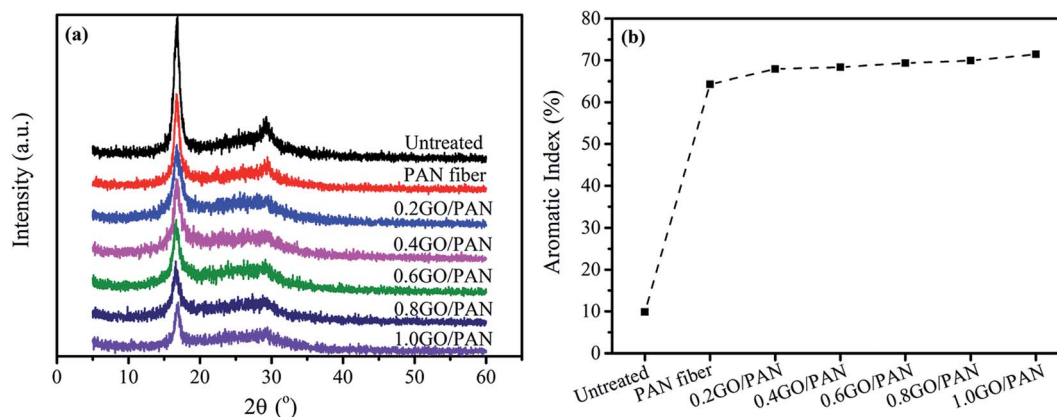 (a)
Intensity (a.u.)
Untreated
PAN fiber
0.2GO/PAN
0.4GO/PAN
0.6GO/PAN
0.8GO/PAN
1.0GO/PAN
0 10 20 30 40 50 60
2θ (°)
(b)
Aromatic Index (%)
80
70
60
50
40
30
20
10
0
Untreated
PAN fiber
0.2GO/PAN
0.4GO/PAN
0.6GO/PAN
0.8GO/PAN
1.0GO/PAN